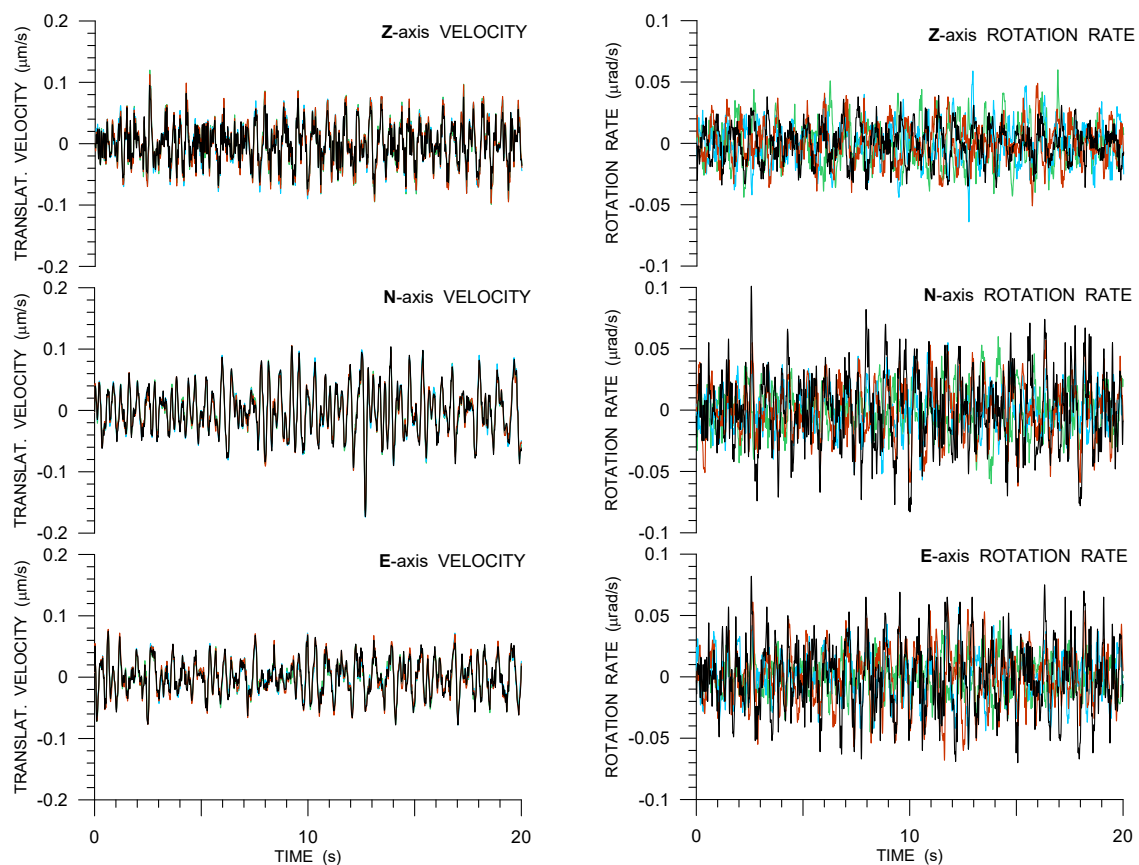 Z-axis VELOCITY
TRANSLAT. VELOCITY (μm/s)
0.2
0.1
0
-0.1
-0.2
Z-axis ROTATION RATE
ROTATION RATE (μrad/s)
0.1
0.05
0
-0.05
-0.1
N-axis VELOCITY
TRANSLAT. VELOCITY (μm/s)
0.2
0.1
0
-0.1
-0.2
N-axis ROTATION RATE
ROTATION RATE (μrad/s)
0.1
0.05
0
-0.05
-0.1
E-axis VELOCITY
TRANSLAT. VELOCITY (μm/s)
0.2
0.1
0
-0.1
-0.2
0 10 20
TIME (s)
E-axis ROTATION RATE
ROTATION RATE (μrad/s)
0.1
0.05
0
-0.05
-0.1
0 10 20
TIME (s)